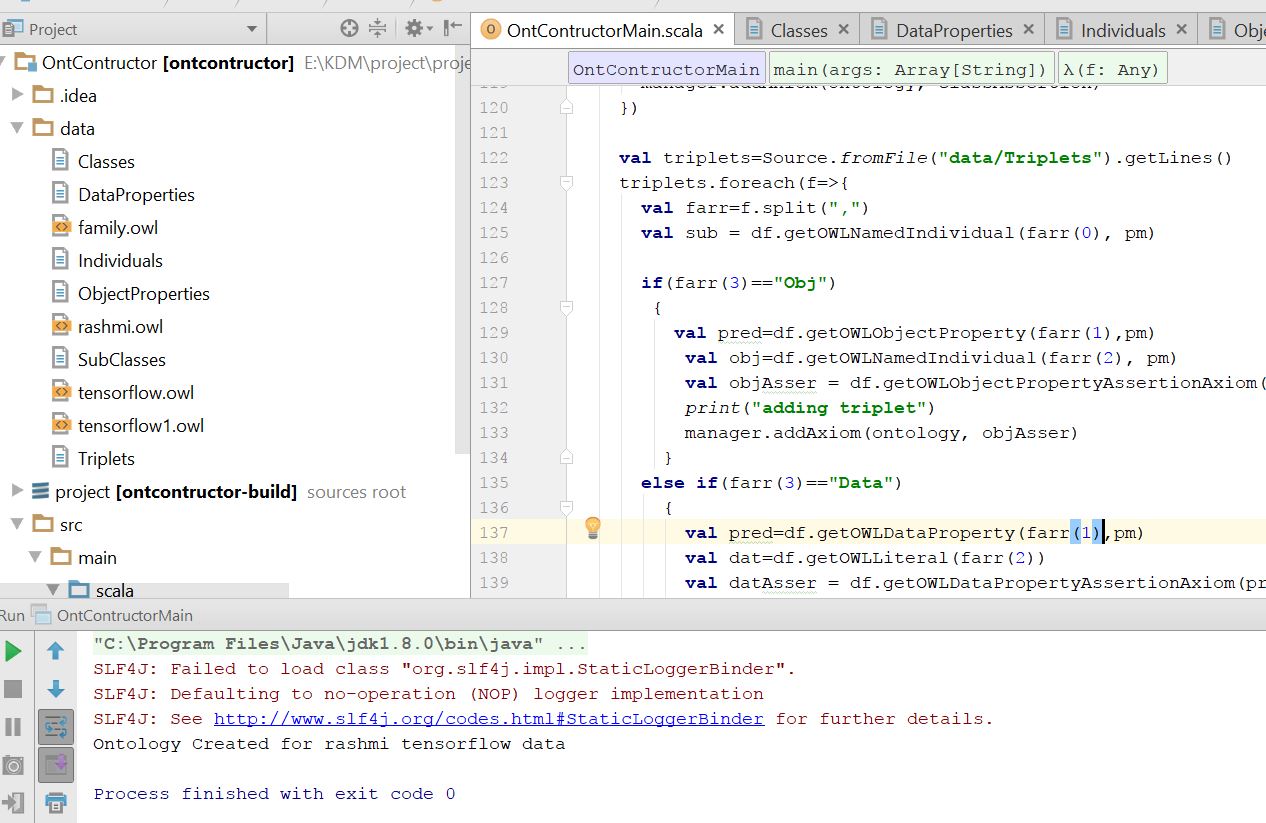 Project
OntContructorMain.scala
Classes
DataProperties
Individuals
OntContructor [ontcontructor] E:\KDM\project\proje
OntContructorMain main(args: Array[String]) λ(f: Any)
.idea
data
Classes
DataProperties
family.owl
Individuals
ObjectProperties
rashmi.owl
SubClasses
tensorflow.owl
tensorflow1.owl
Triplets
project [ontcontructor-build] sources root
src
main
scala
120 })
121
122 val triplets=Source.fromFile("data/Triplets").getLines()
123 triplets.foreach(f=>{
124 val farr=f.split(",")
125 val sub = df.getOWLNamedIndividual(farr(0), pm)
126
127 if(farr(3)=="Obj")
128 {
129 val pred=df.getOWLObjectProperty(farr(1),pm)
130 val obj=df.getOWLNamedIndividual(farr(2), pm)
131 val objAsser = df.getOWLObjectPropertyAssertionAxiom(
132 print("adding triplet")
133 manager.addAxiom(ontology, objAsser)
134 }
135 else if(farr(3)=="Data")
136 {
137 val pred=df.getOWLDataProperty(farr(1),pm)
138 val dat=df.getOWLLiteral(farr(2))
139 val datAsser = df.getOWLDataPropertyAssertionAxiom(pr
Run OntContructorMain
"C:\Program Files\Java\jdk1.8.0\bin\java" ...
SLF4J: Failed to load class "org.slf4j.impl.StaticLoggerBinder".
SLF4J: Defaulting to no-operation (NOP) logger implementation
SLF4J: See http://www.slf4j.org/codes.html#StaticLoggerBinder for further details.
Ontology Created for rashmi tensorflow data
Process finished with exit code 0